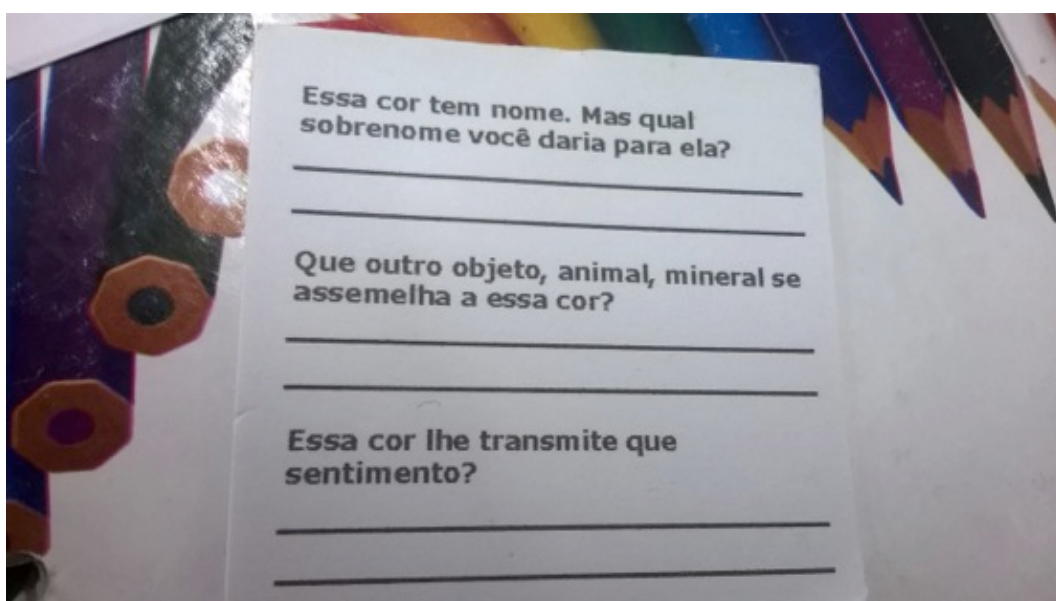 Essa cor tem nome. Mas qual
sobrenome você daria para ela?
Que outro objeto, animal, mineral se
assemelha a essa cor?
Essa cor lhe transmite que
sentimento?